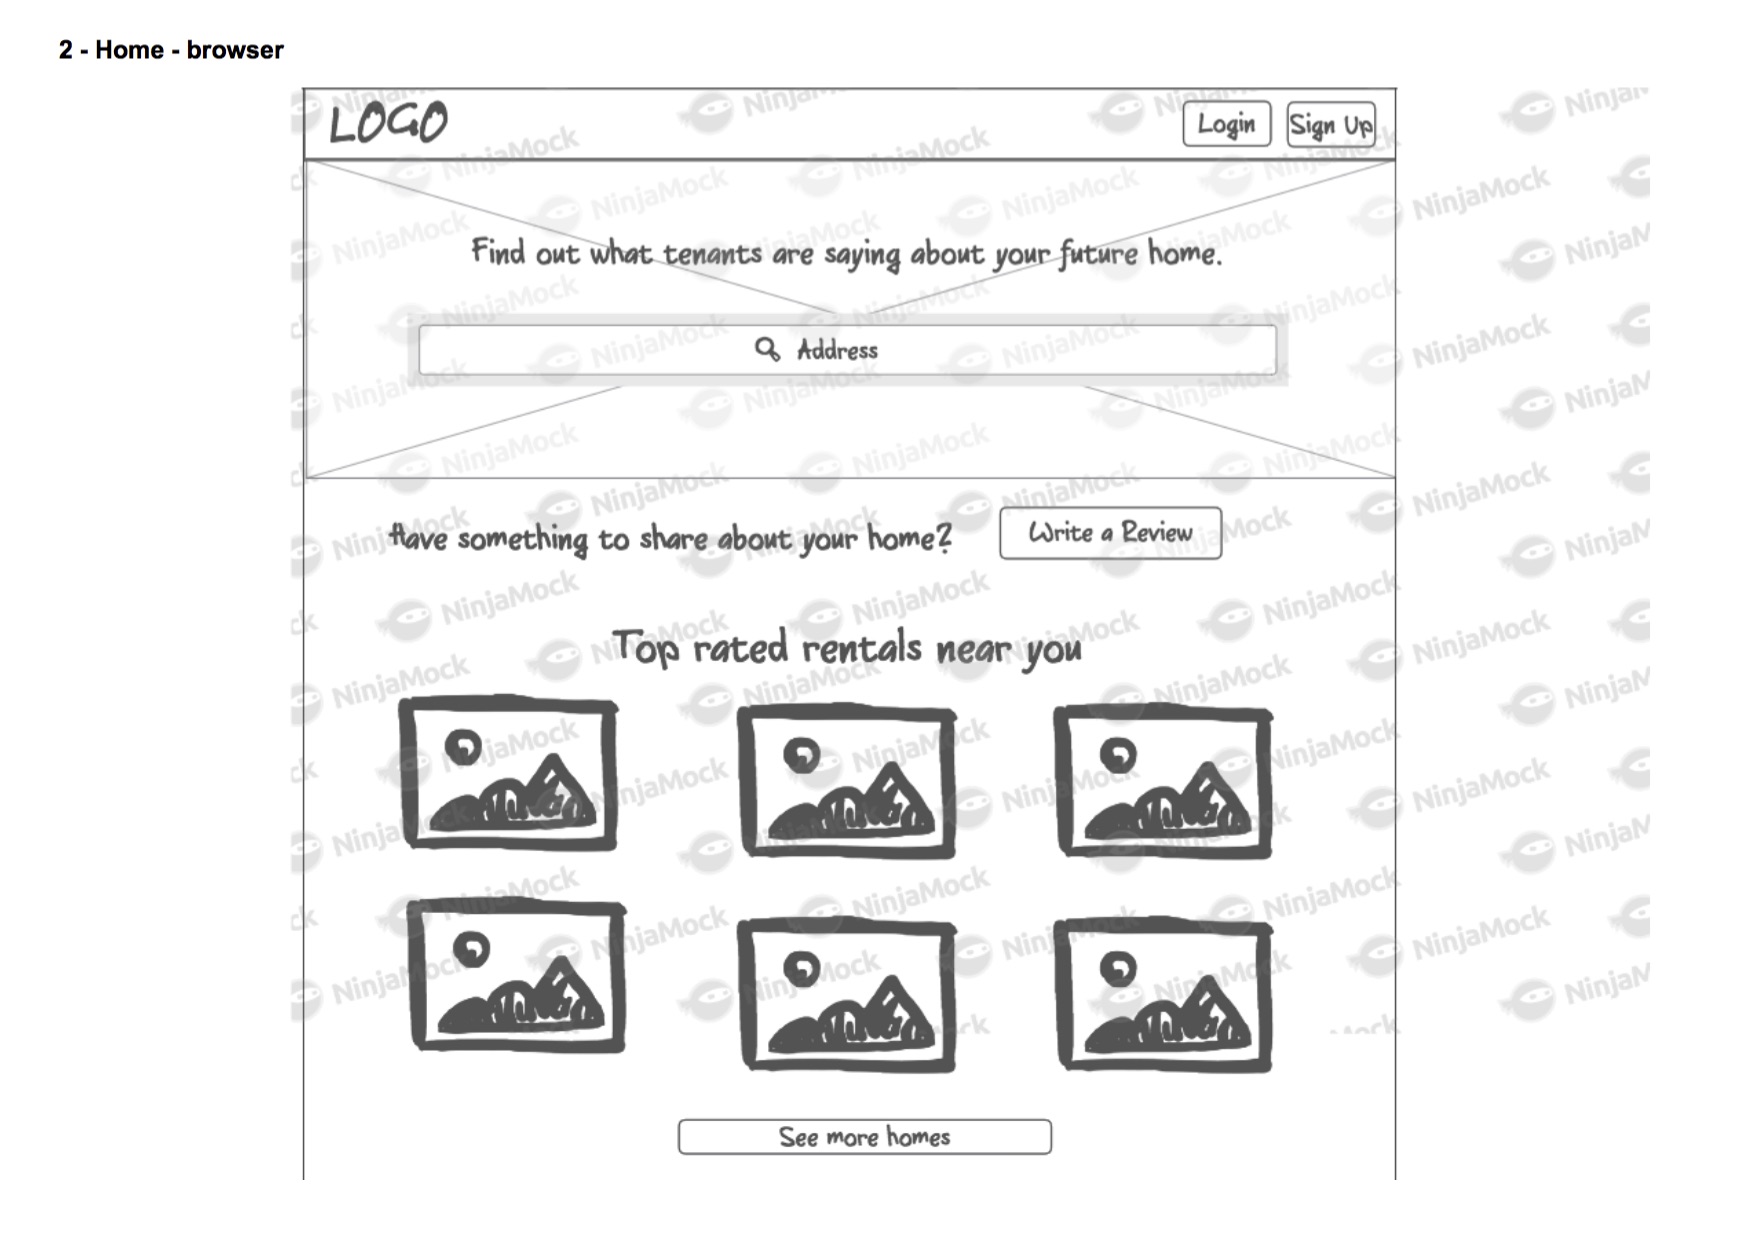 2 - Home - browser
LOGO
Login
Sign Up
Find out what tenants are saying about your future home.
Address
Have something to share about your home?
Write a Review
Top rated rentals near you
See more homes
NinjaMock